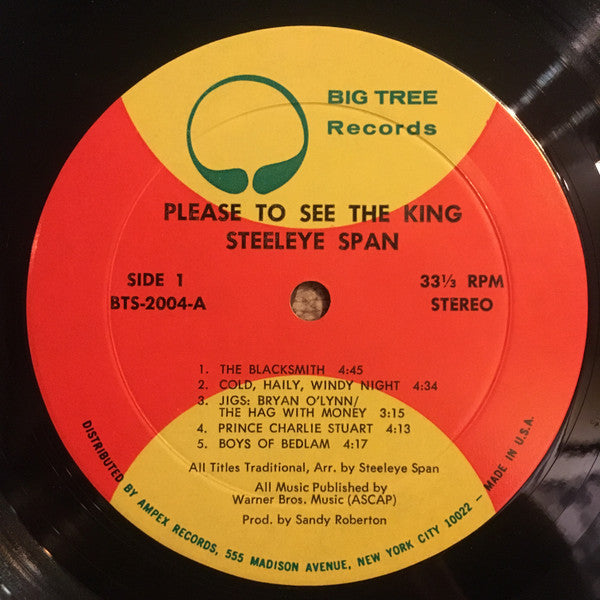 BIG TREE
Records
PLEASE TO SEE THE KING
STEELEYE SPAN
SIDE 1
BTS-2004-A
33⅓ RPM
STEREO
1. THE BLACKSMITH 4:45
2. COLD, HAILY, WINDY NIGHT 4:34
3. JIGS: BRYAN O'LYNN/
THE HAG WITH MONEY 3:15
4. PRINCE CHARLIE STUART 4:13
5. BOYS OF BEDLAM 4:17
All Titles Traditional, Arr. by Steeleye Span
All Music Published by
Warner Bros. Music (ASCAP)
Prod. by Sandy Roberton
DISTRIBUTED BY AMPEX RECORDS, 555 MADISON AVENUE, NEW YORK CITY 10022 – MADE IN U.S.A.